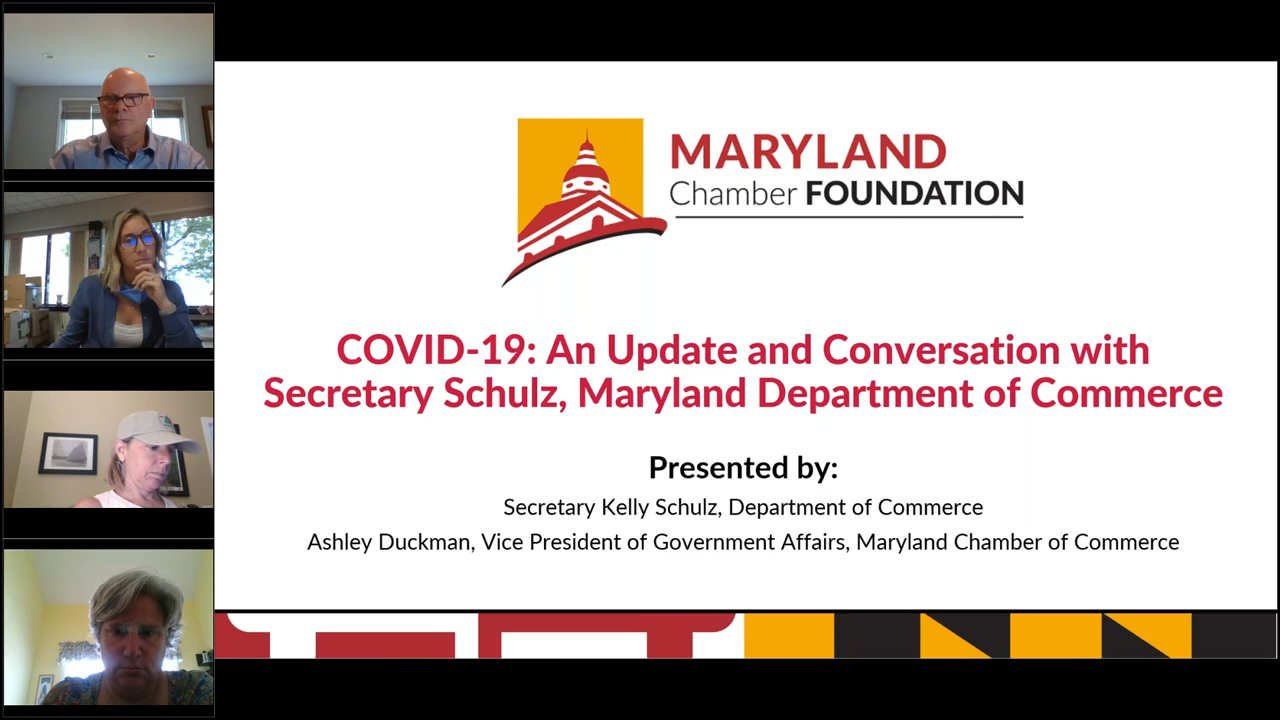 MARYLAND
Chamber FOUNDATION
COVID-19: An Update and Conversation with
Secretary Schulz, Maryland Department of Commerce
Presented by:
Secretary Kelly Schulz, Department of Commerce
Ashley Duckman, Vice President of Government Affairs, Maryland Chamber of Commerce